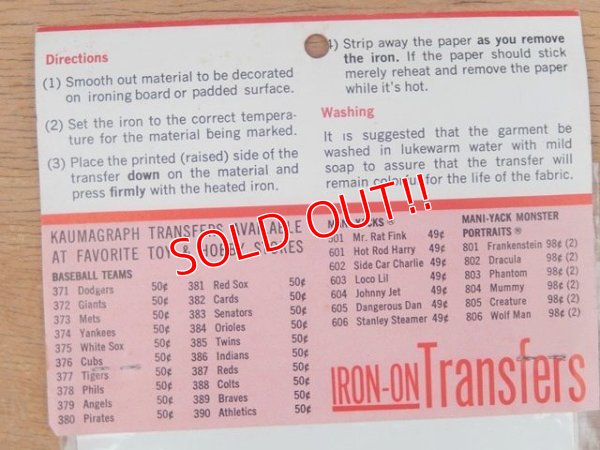 Directions
(1) Smooth out material to be decorated
on ironing board or padded surface.
(2) Set the iron to the correct tempera-
ture for the material being marked.
(3) Place the printed (raised) side of the
transfer down on the material and
press firmly with the heated iron.
4) Strip away the paper as you remove
the iron. If the paper should stick
merely reheat and remove the paper
while it's hot.
Washing
It is suggested that the garment be
washed in lukewarm water with mild
soap to assure that the transfer will
remain colorful for the life of the fabric.
SOLD OUT!!
KAUMAGRAPH TRANSFERS AVAILABLE
AT FAVORITE TOY & HOBBY STORES
BASEBALL TEAMS
371 Dodgers 50¢
372 Giants 50¢
373 Mets 50¢
374 Yankees 50¢
375 White Sox 50¢
376 Cubs 50¢
377 Tigers 50¢
378 Phils 50¢
379 Angels 50¢
380 Pirates 50¢
381 Red Sox 50¢
382 Cards 50¢
383 Senators 50¢
384 Orioles 50¢
385 Twins 50¢
386 Indians 50¢
387 Reds 50¢
388 Colts 50¢
389 Braves 50¢
390 Athletics 50¢
MANI-YACKS ®
501 Mr. Rat Fink 49¢
601 Hot Rod Harry 49¢
602 Side Car Charlie 49¢
603 Loco Lil 49¢
604 Johnny Jet 49¢
605 Dangerous Dan 49¢
606 Stanley Steamer 49¢
MANI-YACK MONSTER
PORTRAITS ®
801 Frankenstein 98¢ (2)
802 Dracula 98¢ (2)
803 Phantom 98¢ (2)
804 Mummy 98¢ (2)
805 Creature 98¢ (2)
806 Wolf Man 98¢ (2)
IRON-ON Transfers